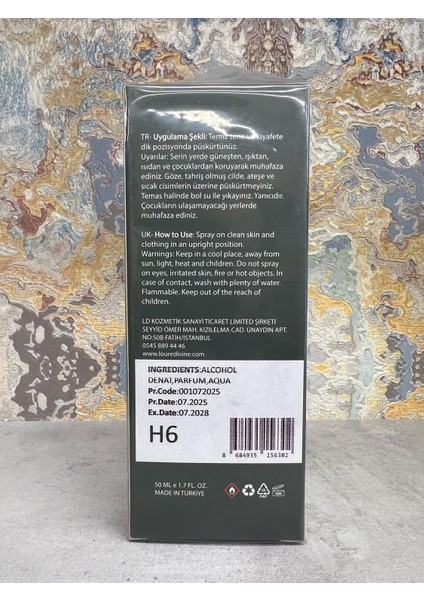 TR- Uygulama Şekli: Temiz tene ve kıyafete
dik pozisyonda püskürtünüz.
Uyarılar: Serin yerde güneşten, ışıktan,
ısıdan ve çocuklardan koruyarak muhafaza
ediniz. Göze, tahriş olmuş cilde, ateşe ve
sıcak cisimlerin üzerine püskürtmeyiniz.
Temas halinde bol su ile yıkayınız. Yanıcıdır.
Çocukların ulaşamayacağı yerlerde
muhafaza ediniz.
UK- How to Use: Spray on clean skin and
clothing in an upright position.
Warnings: Keep in a cool place, away from
sun, light, heat and children. Do not spray
on eyes, irritated skin, fire or hot objects. In
case of contact, wash with plenty of water.
Flammable. Keep out of the reach of
children.
LD KOZMETİK SANAYİ TİCARET LİMİTED ŞİRKETİ
SEYYİD ÖMER MAH. KIZILELMA CAD. ÜNAYDIN APT.
NO:50B FATİH/İSTANBUL
0545 889 44 46
www.louredivine.com
INGREDIENTS:ALCOHOL
DENAT,PARFUM,AQUA
Pr.Code:001072025
Pr.Date:07.2025
Ex.Date:07.2028
H6
8 684935 156302
50 ML e 1.7 FL. OZ.
MADE IN TÜRKİYE